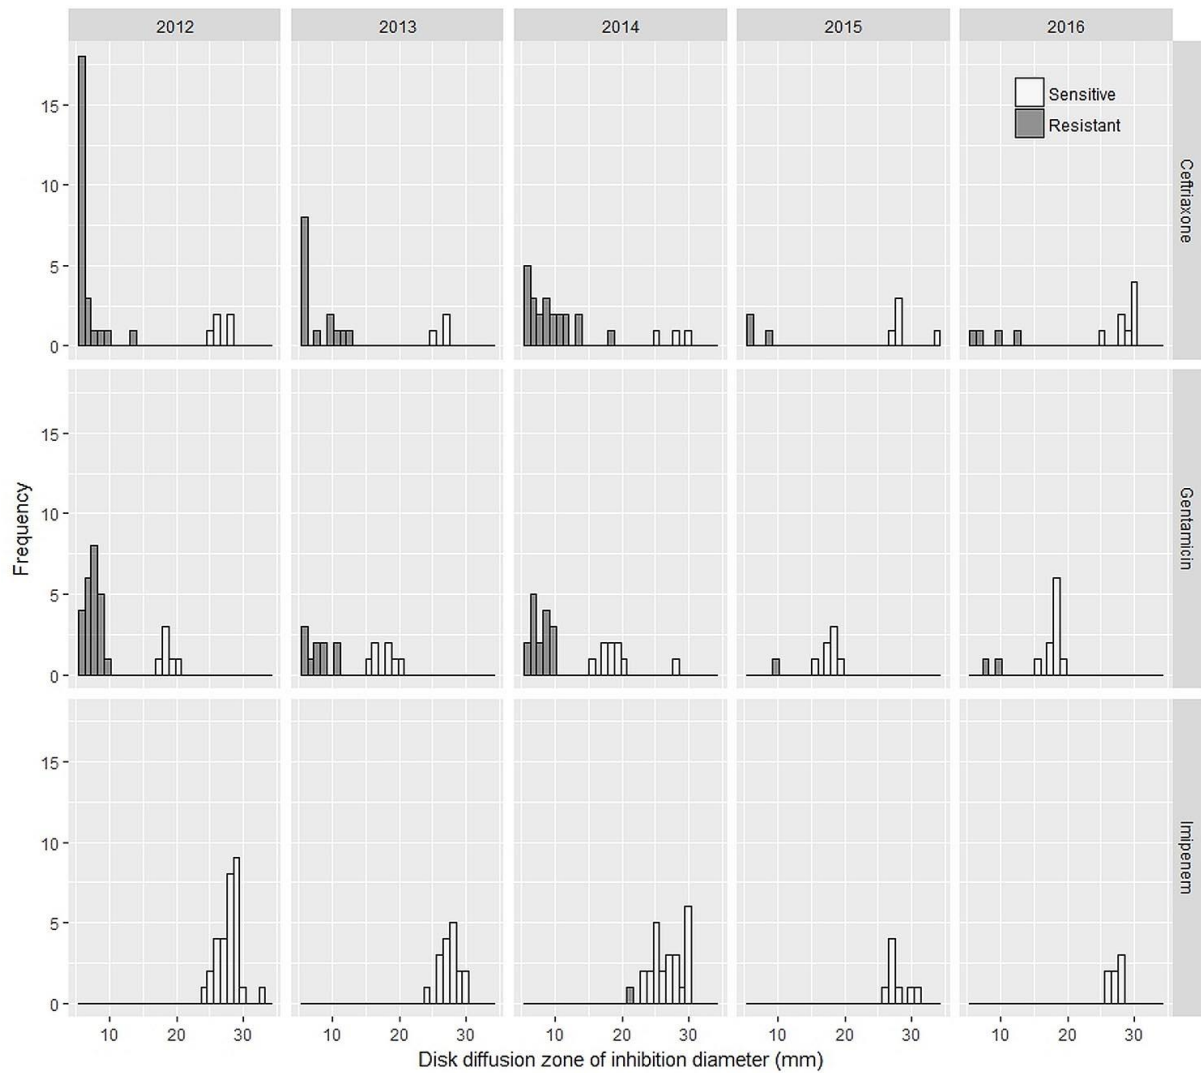 2012 2013 2014 2015 2016
Sensitive
Resistant
15
10
5
0
Ceftriaxone
15
10
5
0
Gentamicin
Frequency
15
10
5
0
Imipenem
10 20 30 10 20 30 10 20 30 10 20 30 10 20 30
Disk diffusion zone of inhibition diameter (mm)